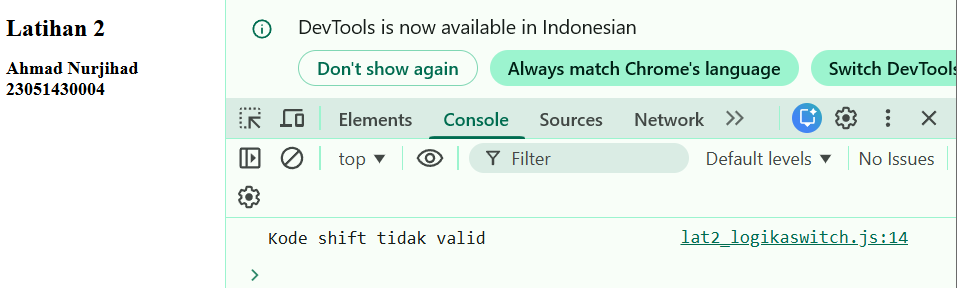 Latihan 2
Ahmad Nurjihad
23051430004
DevTools is now available in Indonesian
Don't show again
Always match Chrome's language
Switch DevTools
Elements
Console
Sources
Network
top
Filter
Default levels
No Issues
Kode shift tidak valid
lat2_logikaswitch.js:14